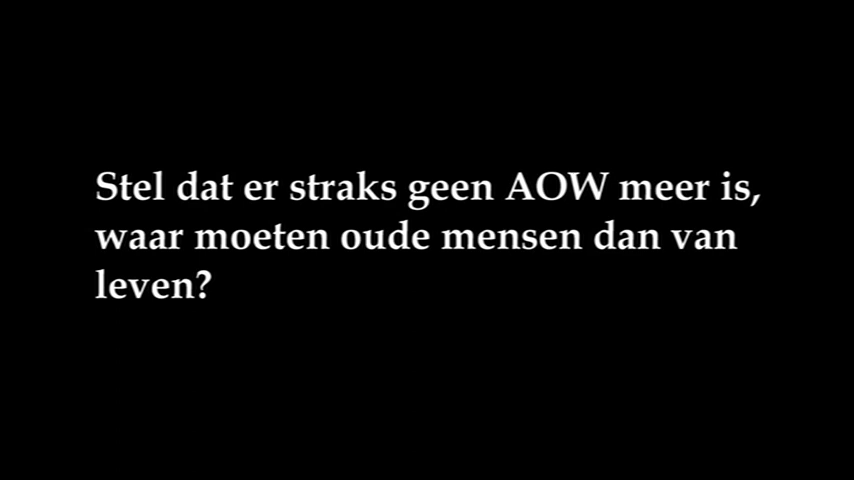 Stel dat er straks geen AOW meer is,
waar moeten oude mensen dan van
leven?